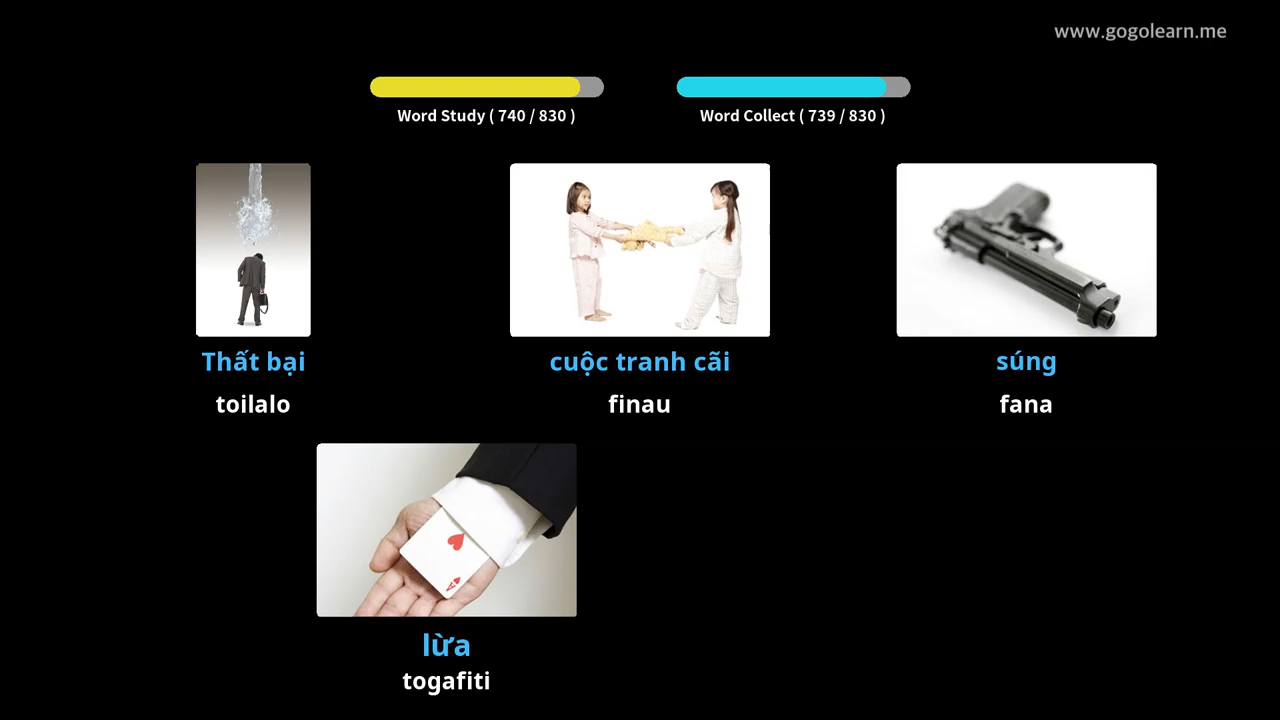 www.gogolearn.me
Word Study ( 740 / 830 )
Word Collect ( 739 / 830 )
Thất bại
toilalo
cuộc tranh cãi
finau
súng
fana
A
lừa
togafiti